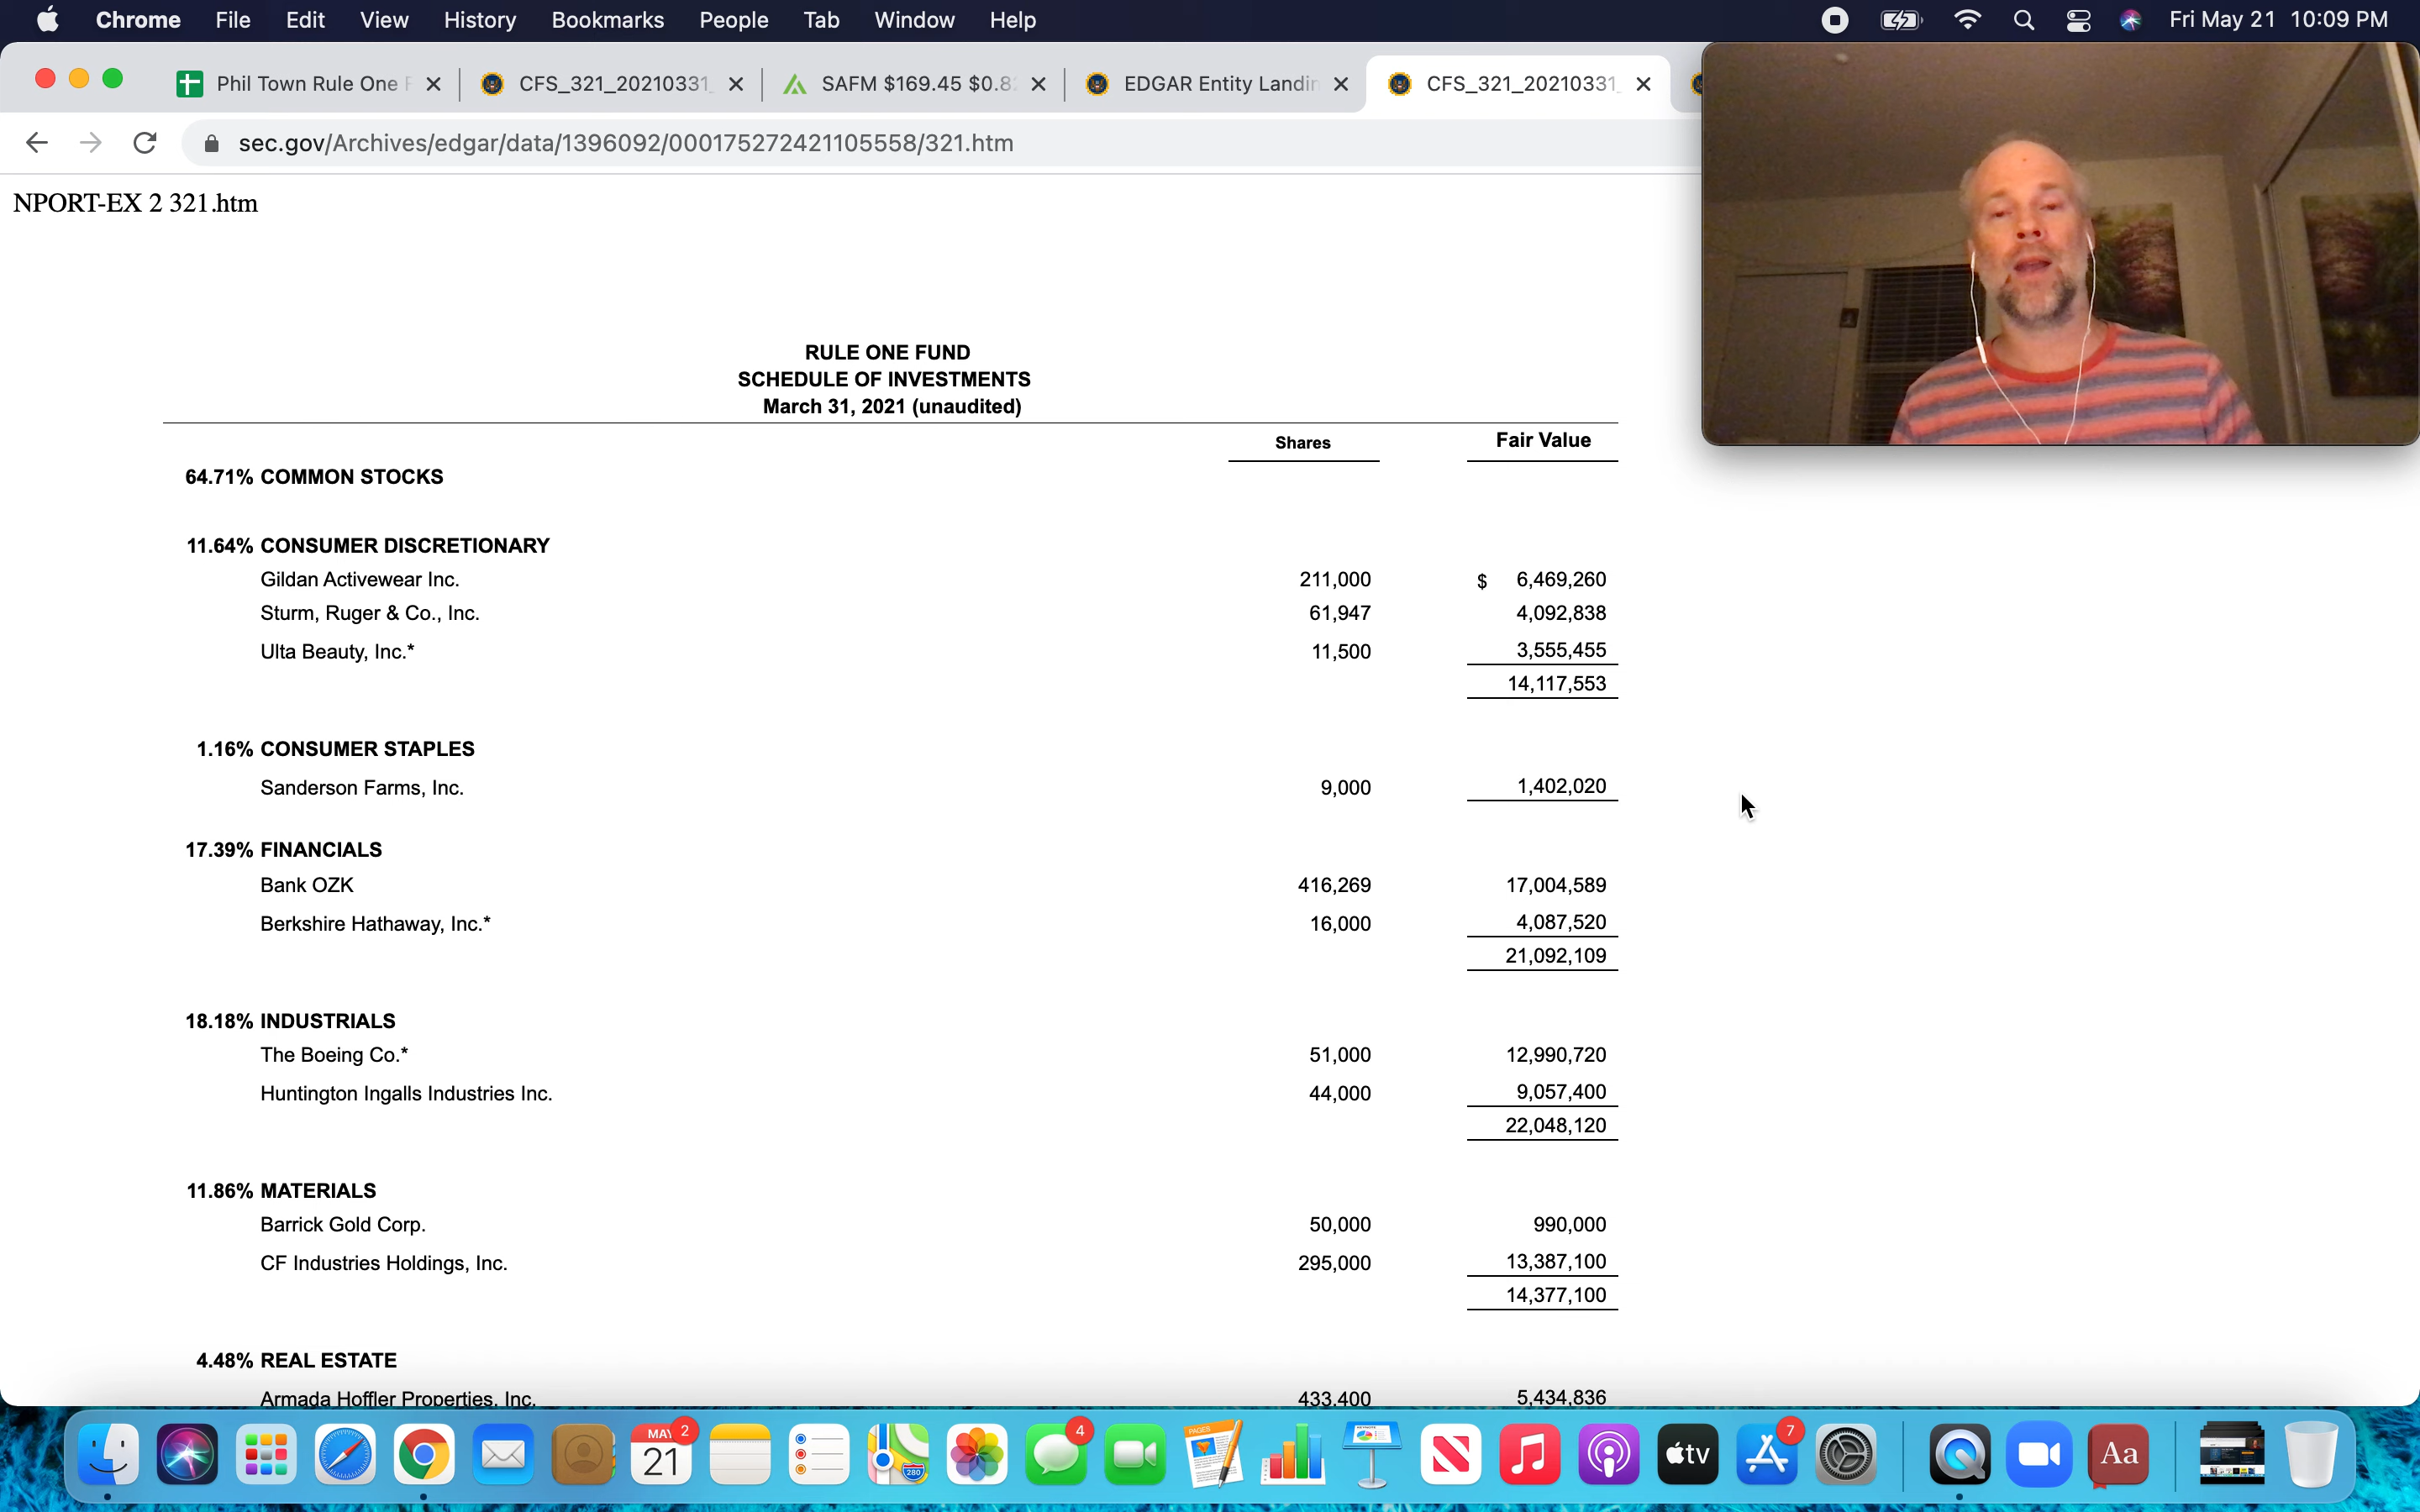 Chrome File Edit View History Bookmarks People Tab Window Help Fri May 21 10:09 PM
Phil Town Rule One CFS_321_20210331_ SAFM $169.45 $0.8 EDGAR Entity Landin CFS_321_20210331_
sec.gov/Archives/edgar/data/1396092/000175272421105558/321.htm
NPORT-EX 2 321.htm
RULE ONE FUND
SCHEDULE OF INVESTMENTS
March 31, 2021 (unaudited)
Shares Fair Value
64.71% COMMON STOCKS
11.64% CONSUMER DISCRETIONARY
Gildan Activewear Inc. 211,000 $ 6,469,260
Sturm, Ruger & Co., Inc. 61,947 4,092,838
Ulta Beauty, Inc.* 11,500 3,555,455
14,117,553
1.16% CONSUMER STAPLES
Sanderson Farms, Inc. 9,000 1,402,020
17.39% FINANCIALS
Bank OZK 416,269 17,004,589
Berkshire Hathaway, Inc.* 16,000 4,087,520
21,092,109
18.18% INDUSTRIALS
The Boeing Co.* 51,000 12,990,720
Huntington Ingalls Industries Inc. 44,000 9,057,400
22,048,120
11.86% MATERIALS
Barrick Gold Corp. 50,000 990,000
CF Industries Holdings, Inc. 295,000 13,387,100
14,377,100
4.48% REAL ESTATE
Armada Hoffler Properties, Inc. 433,400 5,434,836
MAY 2 4 PAGES 7
21 280 tv Aa